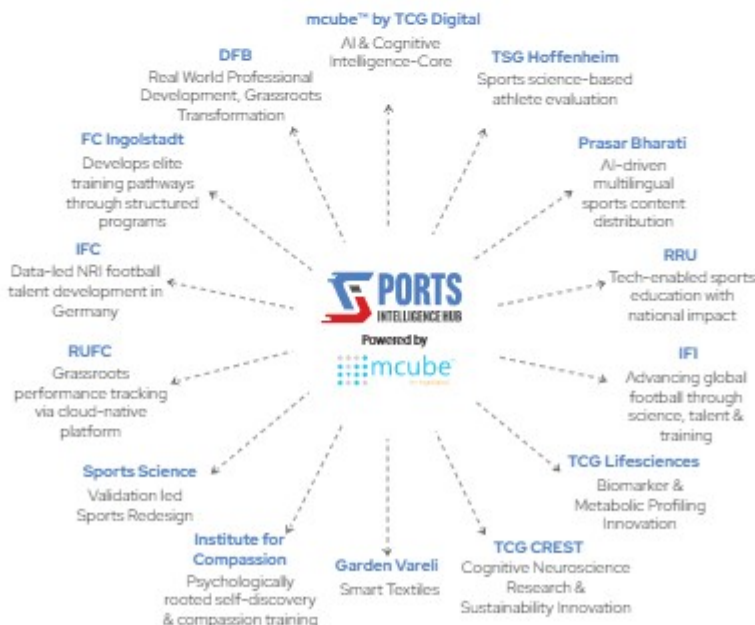 mcube™ by TCG Digital
AI & Cognitive
Intelligence-Core
DFB
Real World Professional
Development, Grassroots
Transformation
TSG Hoffenheim
Sports science-based
athlete evaluation
FC Ingolstadt
Develops elite
training pathways
through structured
programs
Prasar Bharati
AI-driven
multilingual
sports content
distribution
IFC
Data-led NRI football
talent development in
Germany
SPORTS
INTELLIGENCE HUB
Powered by
mcube™
RRU
Tech-enabled sports
education with
national impact
RUFC
Grassroots
performance tracking
via cloud-native
platform
IFI
Advancing global
football through
science, talent &
training
Sports Science
Validation led
Sports Redesign
TCG Lifesciences
Biomarker &
Metabolic Profiling
Innovation
Institute for
Compassion
Psychologically
rooted self-discovery
& compassion training
Garden Vareli
Smart Textiles
TCG CREST
Cognitive Neuroscience
Research &
Sustainability Innovation